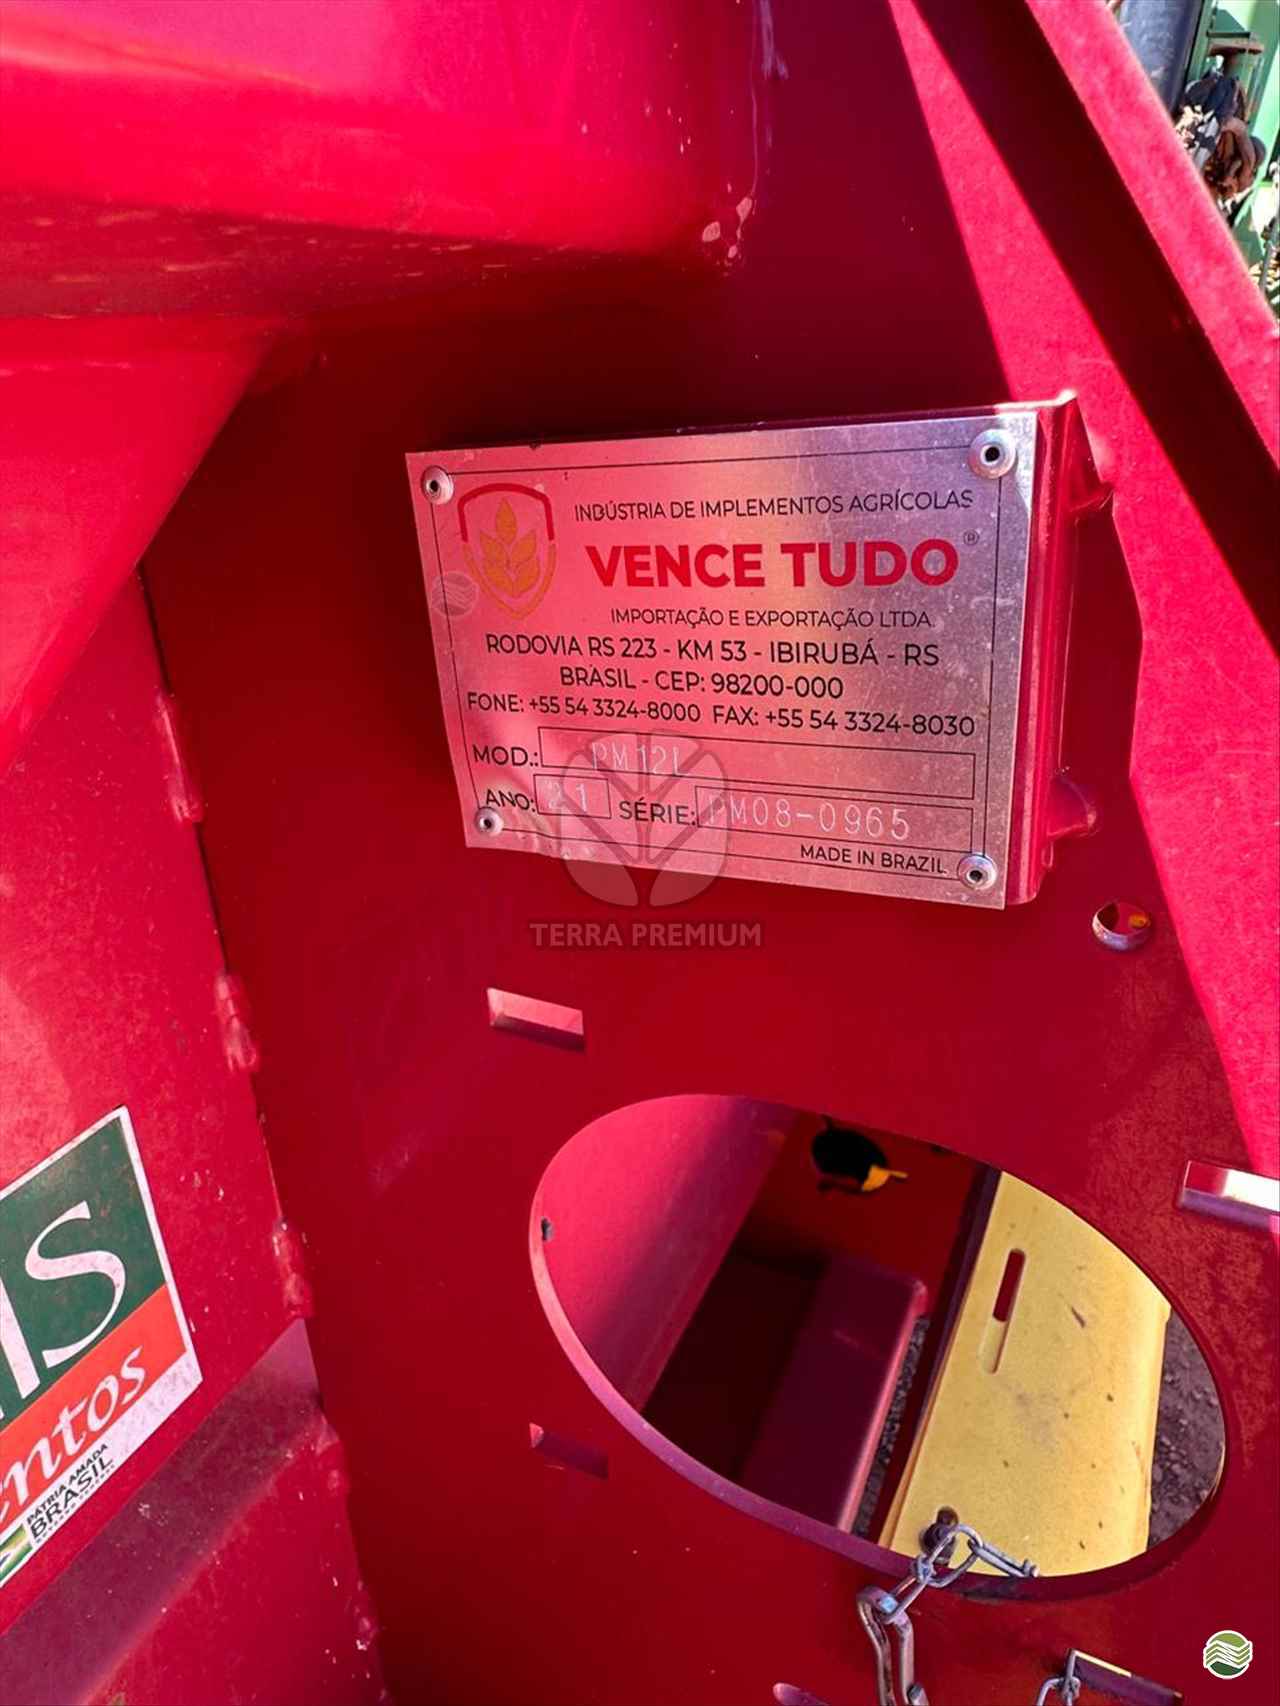 INDÚSTRIA DE IMPLEMENTOS AGRÍCOLAS
VENCE TUDO ®
IMPORTAÇÃO E EXPORTAÇÃO LTDA.
RODOVIA RS 223 - KM 53 - IBIRUBÁ - RS
BRASIL - CEP: 98200-000
FONE: +55 54 3324-8000 FAX: +55 54 3324-8030
MOD.: PM12L
ANO: 21 SÉRIE: PM08-0965
MADE IN BRAZIL
TERRA PREMIUM
PÁTRIA AMADA
BRASIL